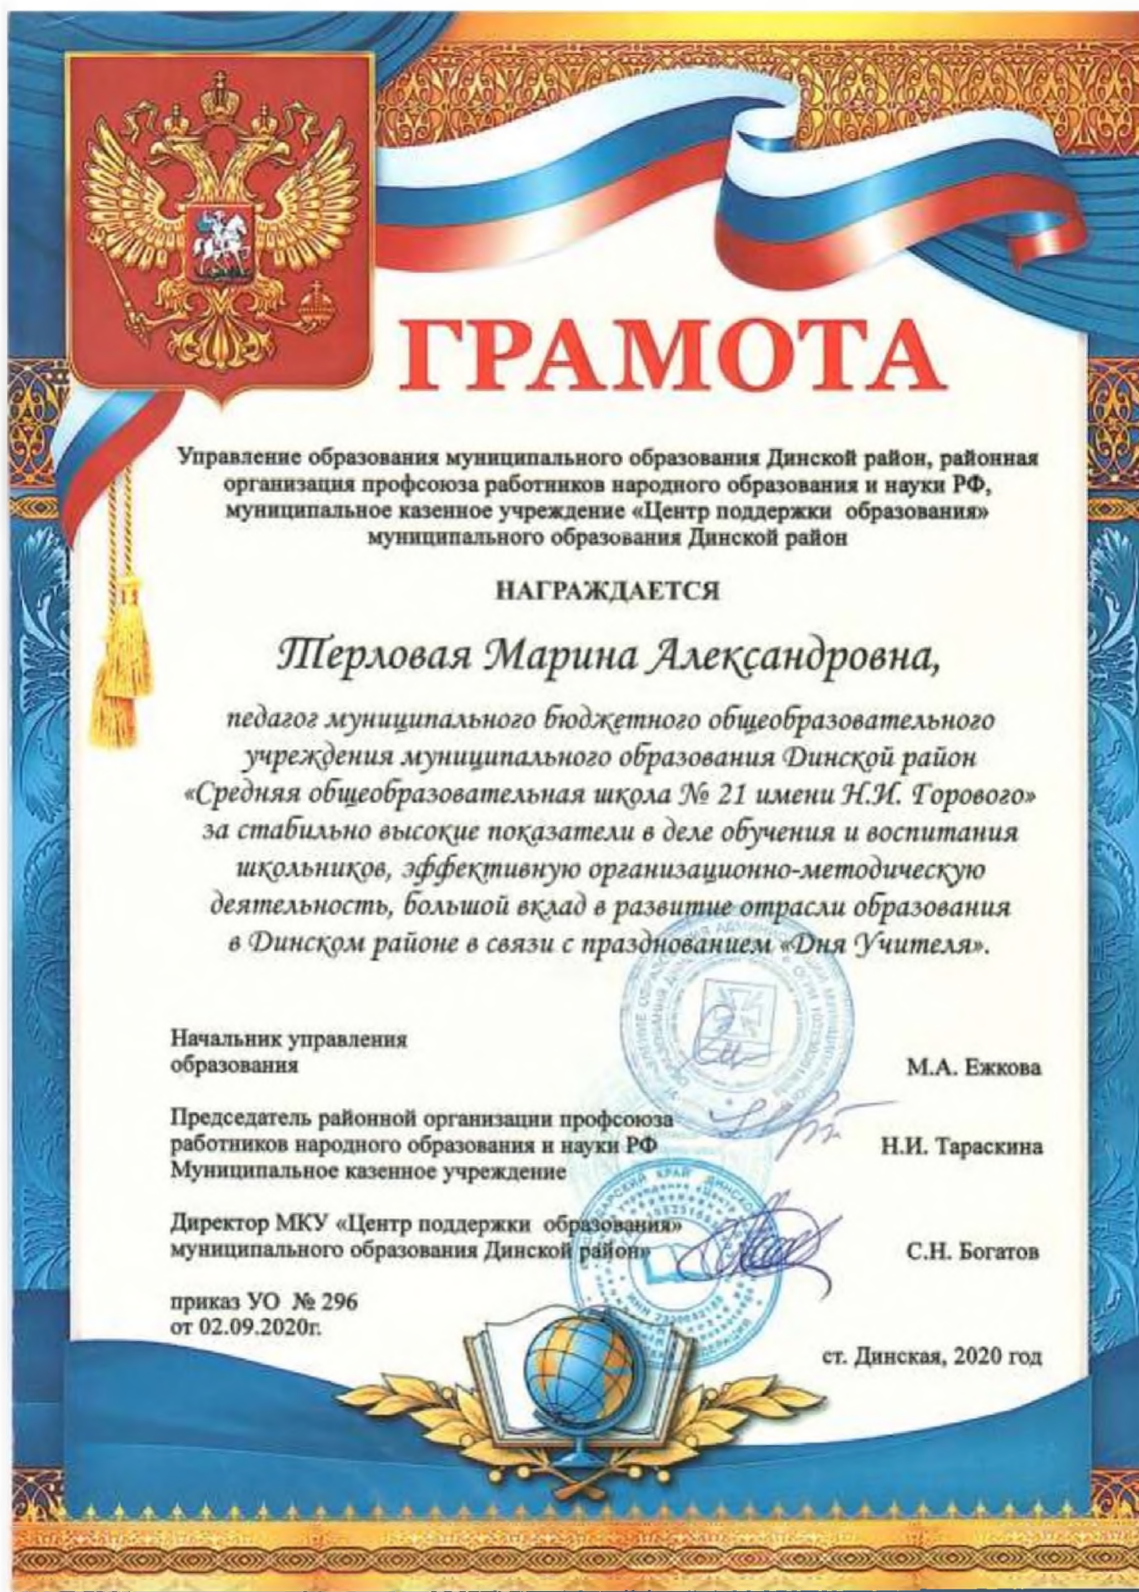 ГРАМОТА
Управление образования муниципального образования Динской район, районная
организация профсоюза работников народного образования и науки РФ,
муниципальное казенное учреждение «Центр поддержки образования»
муниципального образования Динской район
НАГРАЖДАЕТСЯ
Терловая Марина Александровна,
педагог муниципального бюджетного общеобразовательного
учреждения муниципального образования Динской район
«Средняя общеобразовательная школа № 21 имени Н.И. Горового»
за стабильно высокие показатели в деле обучения и воспитания
школьников, эффективную организационно-методическую
деятельность, большой вклад в развитие отрасли образования
в Динском районе в связи с празднованием «Дня Учителя».
Начальник управления
образования М.А. Ежкова
Председатель районной организации профсоюза
работников народного образования и науки РФ Н.И. Тараскина
Муниципальное казенное учреждение
Директор МКУ «Центр поддержки образования»
муниципального образования Динской район» С.Н. Богатов
приказ УО № 296
от 02.09.2020г.
ст. Динская, 2020 год